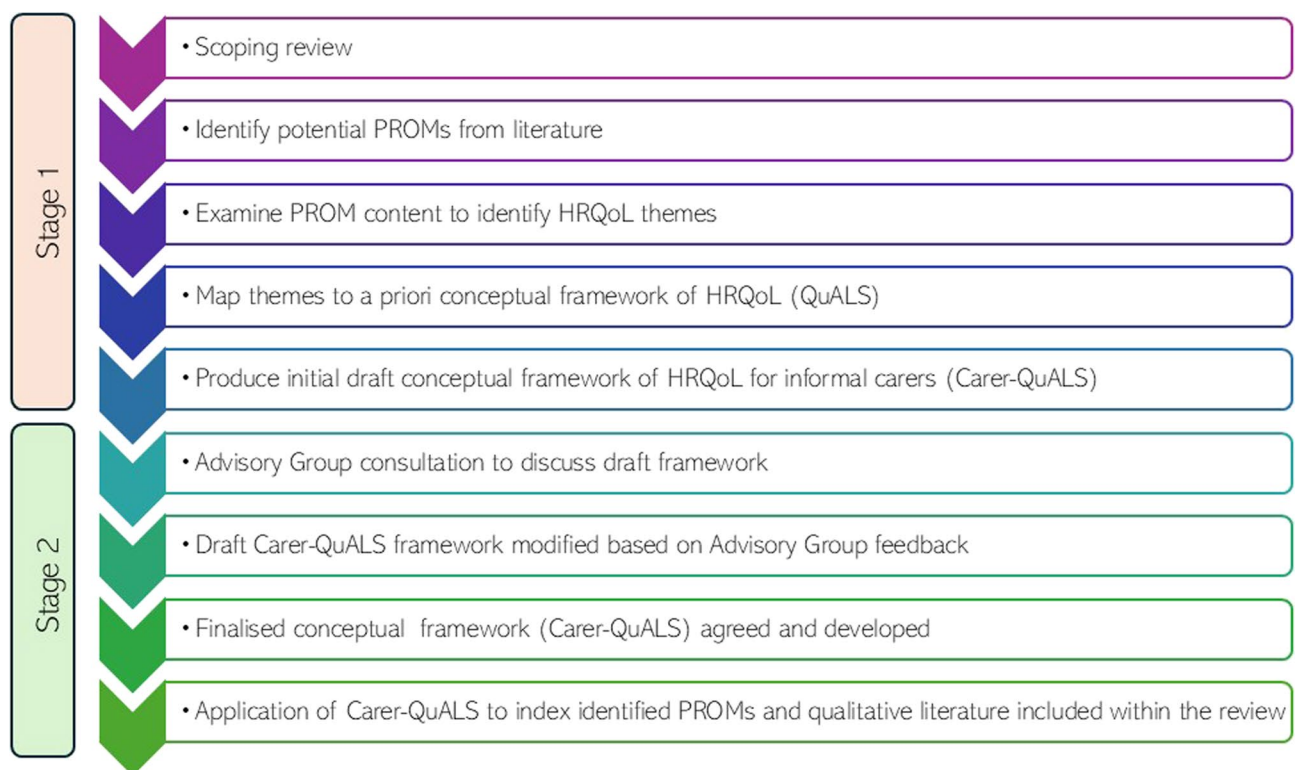 Stage 1
• Scoping review
• Identify potential PROMs from literature
• Examine PROM content to identify HRQoL themes
• Map themes to a priori conceptual framework of HRQoL (QuALS)
• Produce initial draft conceptual framework of HRQoL for informal carers (Carer-QuALS)
Stage 2
• Advisory Group consultation to discuss draft framework
• Draft Carer-QuALS framework modified based on Advisory Group feedback
• Finalised conceptual framework (Carer-QuALS) agreed and developed
• Application of Carer-QuALS to index identified PROMs and qualitative literature included within the review